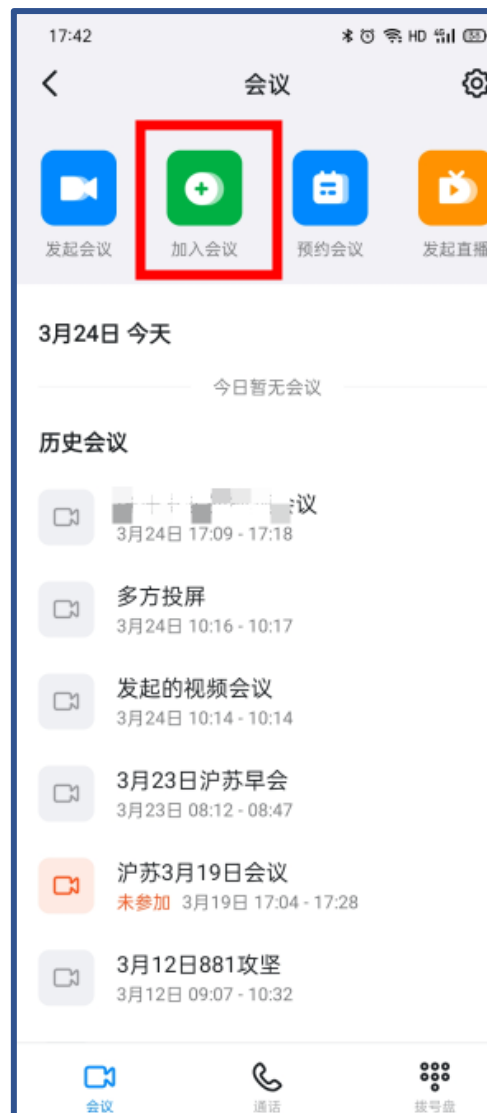 17:42 HD 55
会议
发起会议 加入会议 预约会议 发起直播
3月24日 今天
今日暂无会议
历史会议
议
3月24日 17:09 - 17:18
多方投屏
3月24日 10:16 - 10:17
发起的视频会议
3月24日 10:14 - 10:14
3月23日沪苏早会
3月23日 08:12 - 08:47
沪苏3月19日会议
未参加 3月19日 17:04 - 17:28
3月12日881攻坚
3月12日 09:07 - 10:32
会议 通话 拨号盘